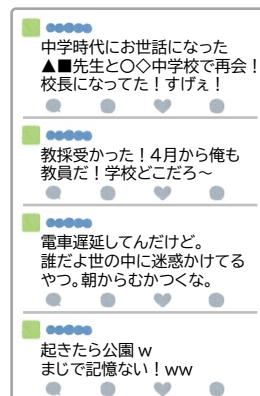 中学時代にお世話になった
▲■先生と〇◇中学校で再会！
校長になってた！すげぇ！
教採受かった！4月から俺も
教員だ！学校どこだろ～
電車遅延してんだけど。
誰だよ世の中に迷惑かけてる
やつ。朝からむかつくな。
起きたら公園ｗ
まじで記憶ない！ww